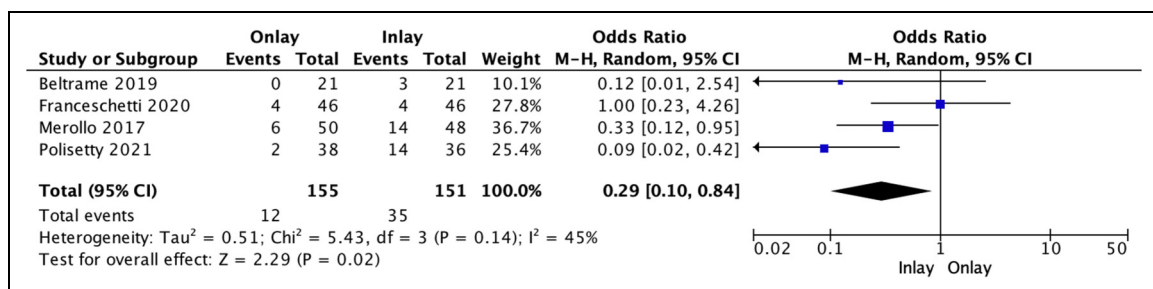 Onlay Inlay Odds Ratio Odds Ratio
Study or Subgroup Events Total Events Total Weight M-H, Random, 95% CI M-H, Random, 95% CI
Beltrame 2019 0 21 3 21 10.1% 0.12 [0.01, 2.54]
Franceschetti 2020 4 46 4 46 27.8% 1.00 [0.23, 4.26]
Merollo 2017 6 50 14 48 36.7% 0.33 [0.12, 0.95]
Polisetty 2021 2 38 14 36 25.4% 0.09 [0.02, 0.42]
Total (95% CI) 155 151 100.0% 0.29 [0.10, 0.84]
Total events 12 35
Heterogeneity: Tau² = 0.51; Chi² = 5.43, df = 3 (P = 0.14); I² = 45%
Test for overall effect: Z = 2.29 (P = 0.02)
0.02 0.1 1 10 50
Inlay Onlay